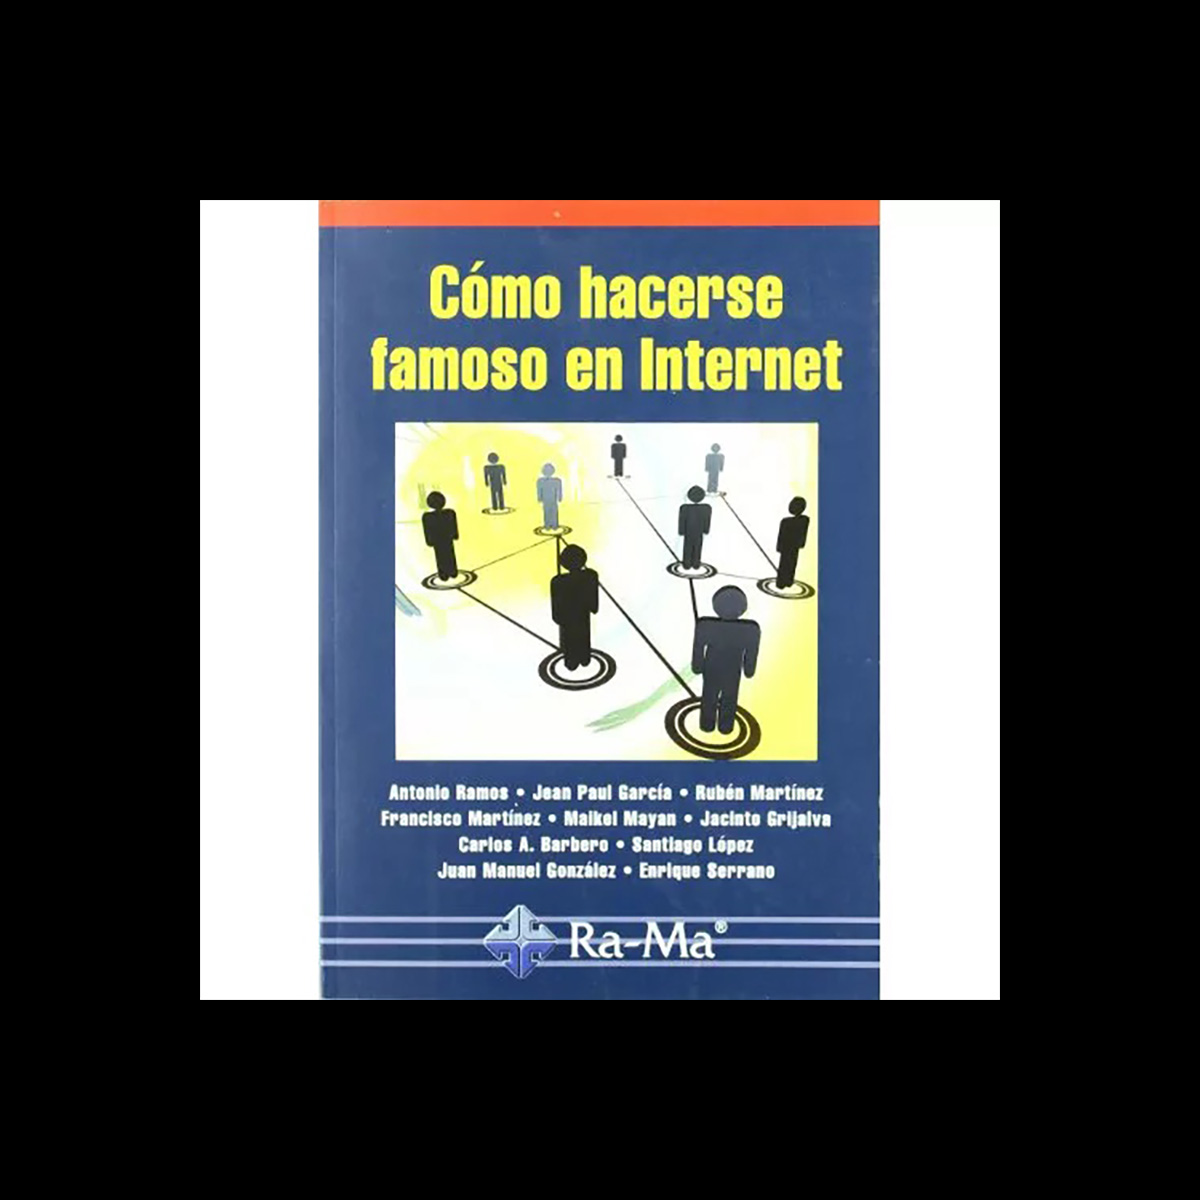 Cómo hacerse
famoso en Internet
Antonio Ramos • Jean Paul García • Rubén Martínez
Francisco Martínez • Maikel Mayan • Jacinto Grijalva
Carlos A. Barbero • Santiago López
Juan Manuel González • Enrique Serrano
Ra-Ma®